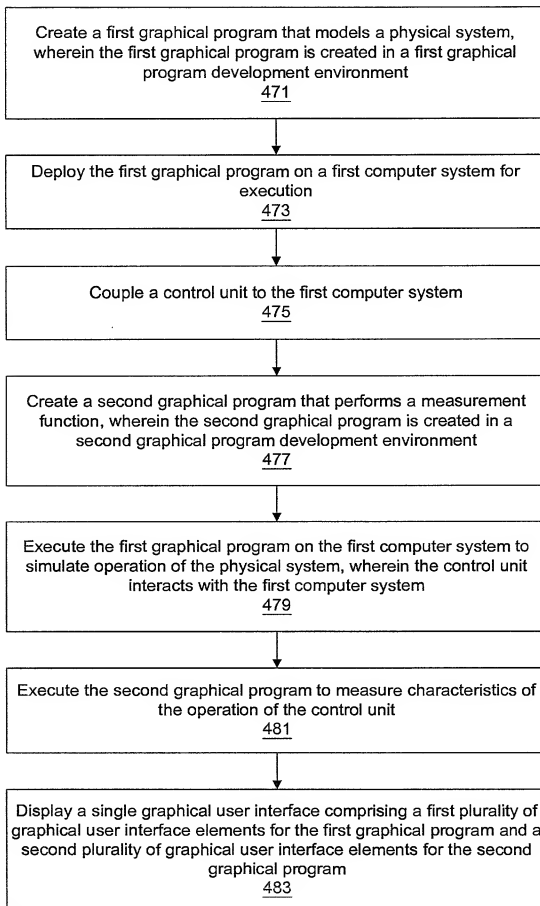 Create a first graphical program that models a physical system,
wherein the first graphical program is created in a first graphical
program development environment
471
Deploy the first graphical program on a first computer system for
execution
473
Couple a control unit to the first computer system
475
Create a second graphical program that performs a measurement
function, wherein the second graphical program is created in a
second graphical program development environment
477
Execute the first graphical program on the first computer system to
simulate operation of the physical system, wherein the control unit
interacts with the first computer system
479
Execute the second graphical program to measure characteristics of
the operation of the control unit
481
Display a single graphical user interface comprising a first plurality of
graphical user interface elements for the first graphical program and a
second plurality of graphical user interface elements for the second
graphical program
483